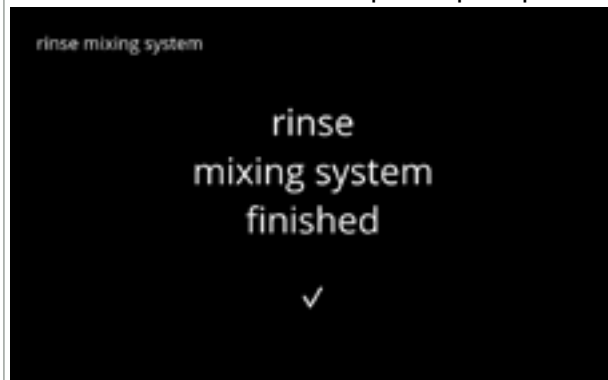 rinse mixing system
rinse
mixing system
finished
✓